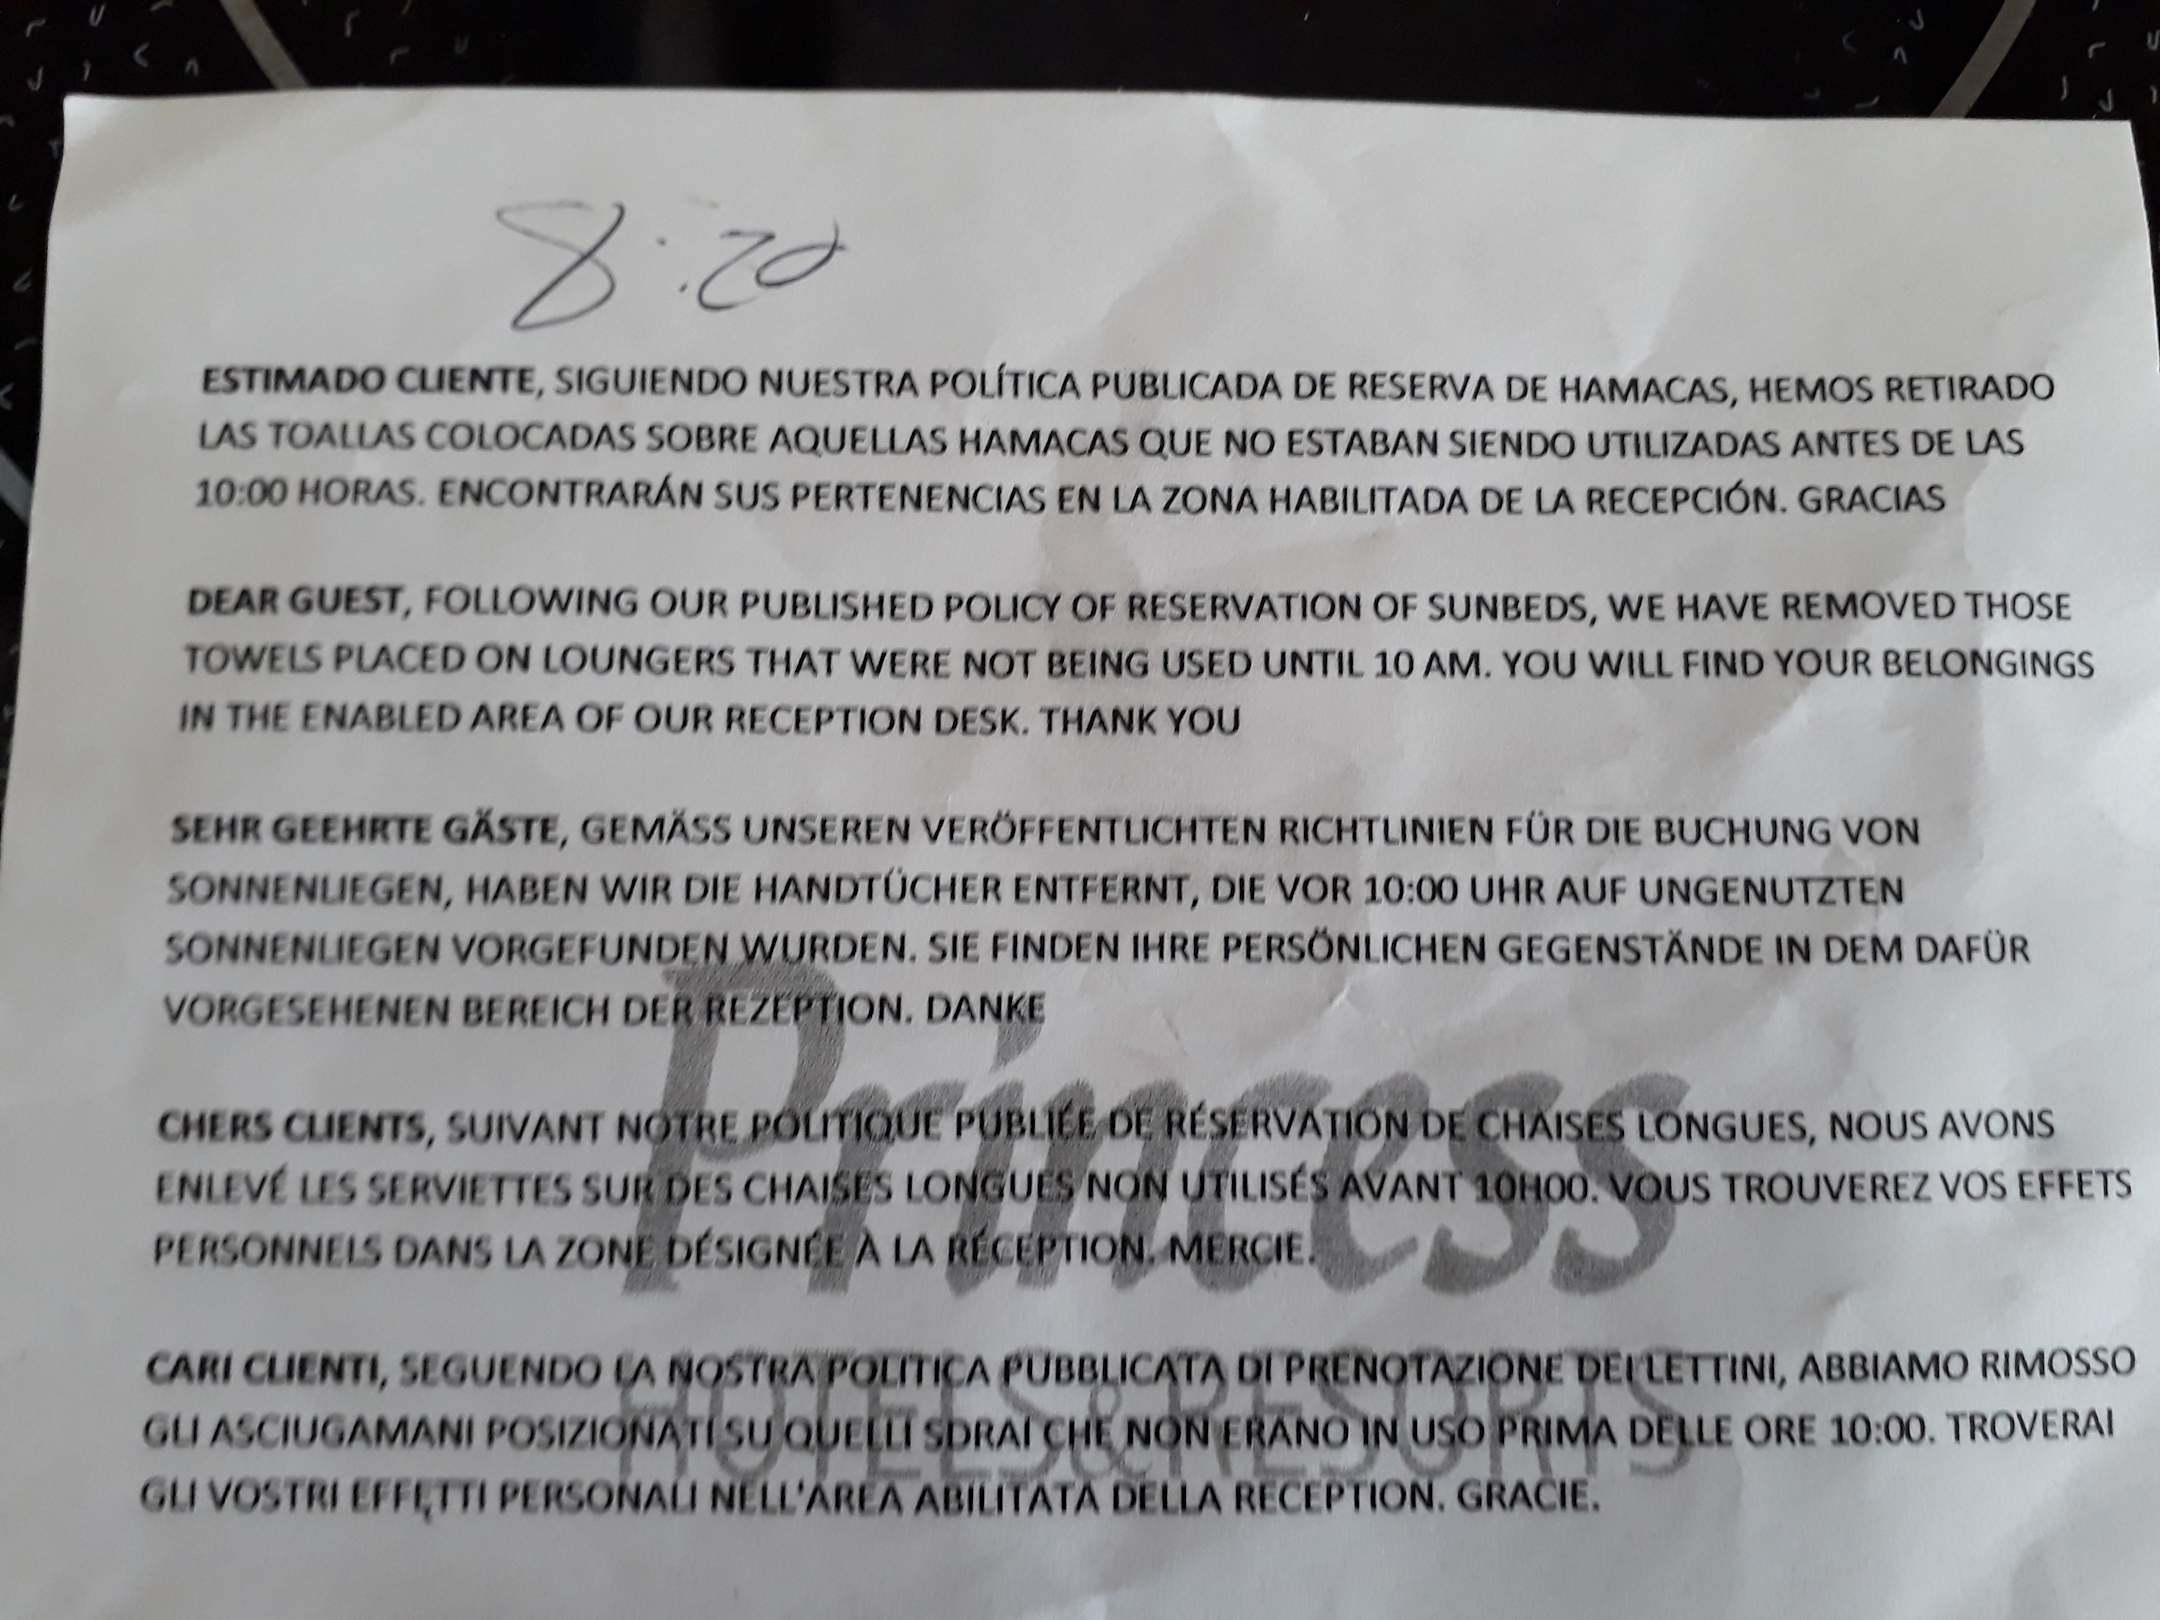 8:20
ESTIMADO CLIENTE, SIGUIENDO NUESTRA POLÍTICA PUBLICADA DE RESERVA DE HAMACAS, HEMOS RETIRADO
LAS TOALLAS COLOCADAS SOBRE AQUELLAS HAMACAS QUE NO ESTABAN SIENDO UTILIZADAS ANTES DE LAS
10:00 HORAS. ENCONTRARÁN SUS PERTENENCIAS EN LA ZONA HABILITADA DE LA RECEPCIÓN. GRACIAS
DEAR GUEST, FOLLOWING OUR PUBLISHED POLICY OF RESERVATION OF SUNBEDS, WE HAVE REMOVED THOSE
TOWELS PLACED ON LOUNGERS THAT WERE NOT BEING USED UNTIL 10 AM. YOU WILL FIND YOUR BELONGINGS
IN THE ENABLED AREA OF OUR RECEPTION DESK. THANK YOU
SEHR GEEHRTE GÄSTE, GEMÄSS UNSEREN VERÖFFENTLICHTEN RICHTLINIEN FÜR DIE BUCHUNG VON
SONNENLIEGEN, HABEN WIR DIE HANDTÜCHER ENTFERNT, DIE VOR 10:00 UHR AUF UNGENUTZTEN
SONNENLIEGEN VORGEFUNDEN WURDEN. SIE FINDEN IHRE PERSÖNLICHEN GEGENSTÄNDE IN DEM DAFÜR
VORGESEHENEN BEREICH DER REZEPTION. DANKE
CHERS CLIENTS, SUIVANT NOTRE POLITIQUE PUBLIÉE DE RÉSERVATION DE CHAISES LONGUES, NOUS AVONS
ENLEVÉ LES SERVIETTES SUR DES CHAISES LONGUES NON UTILISÉS AVANT 10H00. VOUS TROUVEREZ VOS EFFETS
PERSONNELS DANS LA ZONE DÉSIGNÉE À LA RÉCEPTION. MERCIE.
Princess
CARI CLIENTI, SEGUENDO LA NOSTRA POLITICA PUBBLICATA DI PRENOTAZIONE DEI LETTINI, ABBIAMO RIMOSSO
GLI ASCIUGAMANI POSIZIONATI SU QUELLI SDRAI CHE NON ERANO IN USO PRIMA DELLE ORE 10:00. TROVERAI
HOTELS & RESORTS
GLI VOSTRI EFFETTI PERSONALI NELL'AREA ABILITATA DELLA RECEPTION. GRACIE.